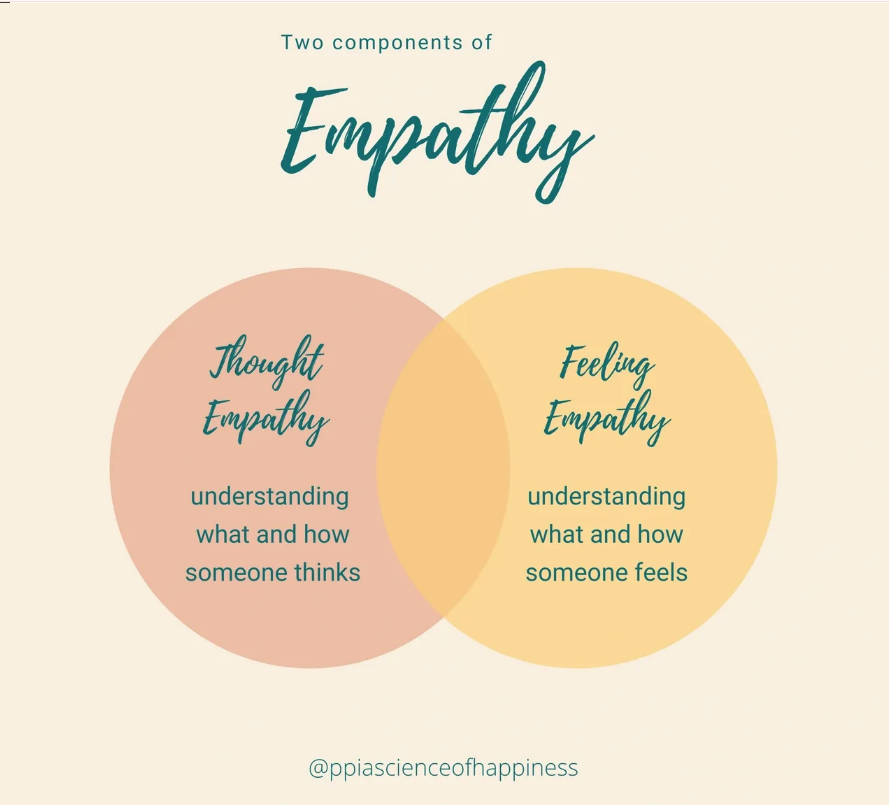 Two components of
Empathy
Thought
Empathy
understanding
what and how
someone thinks
Feeling
Empathy
understanding
what and how
someone feels
@ppiascienceofhappiness